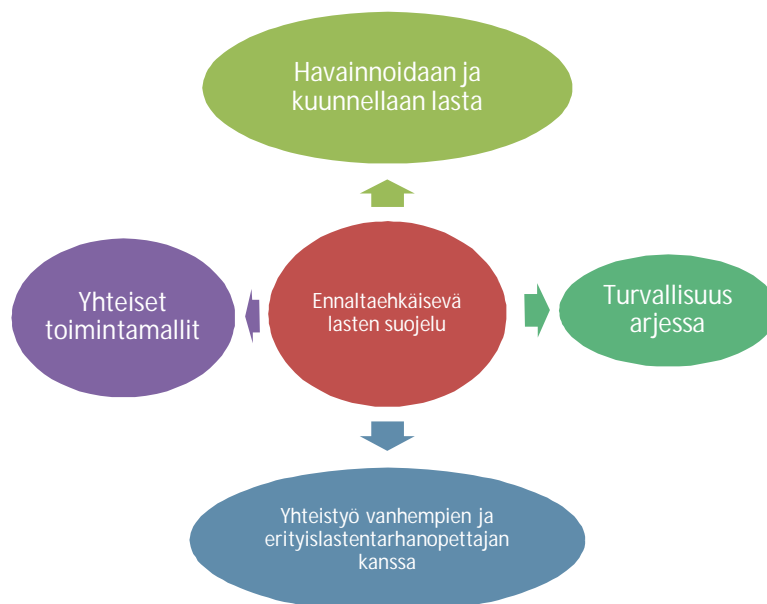 Havainnoidaan ja
kuunnellaan lasta
Yhteiset
toimintamallit
Ennaltaehkäisevä
lasten suojelu
Turvallisuus
arjessa
Yhteistyö vanhempien ja
erityislastentarhanopettajan
kanssa